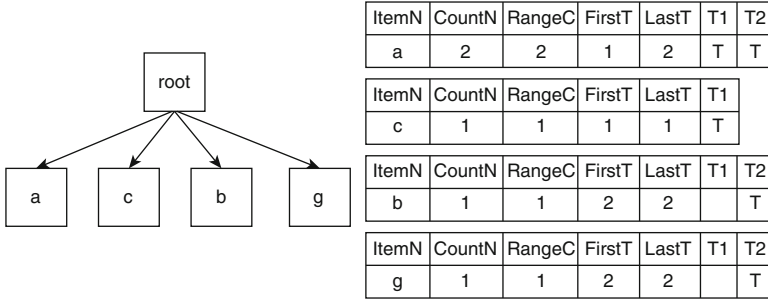 root
a c b g
ItemN CountN RangeC FirstT LastT T1 T2
a 2 2 1 2 T T
ItemN CountN RangeC FirstT LastT T1
c 1 1 1 1 T
ItemN CountN RangeC FirstT LastT T1 T2
b 1 1 2 2 T
ItemN CountN RangeC FirstT LastT T1 T2
g 1 1 2 2 T